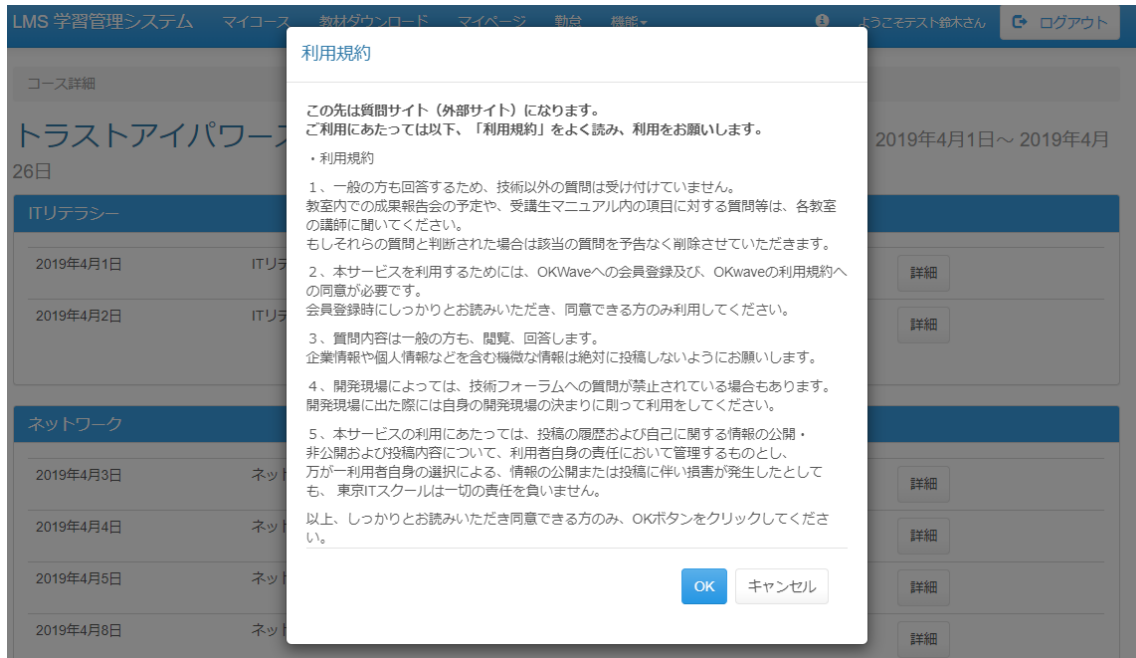 LMS 学習管理システム マイコース 教材ダウンロード マイページ 勤怠 機能 ようこそテスト鈴木さん ログアウト
コース詳細
トラストアイパワー 2019年4月1日～ 2019年4月
26日
利用規約
この先は質問サイト（外部サイト）になります。
ご利用にあたっては以下、「利用規約」をよく読み、利用をお願いします。
・利用規約
１、一般の方も回答するため、技術以外の質問は受け付けていません。
教室内での成果報告会の予定や、受講生マニュアル内の項目に対する質問等は、各教室
の講師に聞いてください。
もしそれらの質問と判断された場合は該当の質問を予告なく削除させていただきます。
２、本サービスを利用するためには、OKWaveへの会員登録及び、OKwaveの利用規約へ
の同意が必要です。
会員登録時にしっかりとお読みいただき、同意できる方のみ利用してください。
３、質問内容は一般の方も、閲覧、回答します。
企業情報や個人情報などを含む機微な情報は絶対に投稿しないようにお願いします。
４、開発現場によっては、技術フォーラムへの質問が禁止されている場合もあります。
開発現場に出た際には自身の開発現場の決まりに則って利用をしてください。
５、本サービスの利用にあたっては、投稿の履歴および自己に関する情報の公開・
非公開および投稿内容について、利用者自身の責任において管理するものとし、
万が一利用者自身の選択による、情報の公開または投稿に伴い損害が発生したとして
も、 東京ITスクールは一切の責任を負いません。
以上、しっかりとお読みいただき同意できる方のみ、OKボタンをクリックしてくださ
い。
OK キャンセル
ITリテラシー
2019年4月1日 ITリテ 詳細
2019年4月2日 ITリテ 詳細
ネットワーク
2019年4月3日 ネット 詳細
2019年4月4日 ネット 詳細
2019年4月5日 ネット 詳細
2019年4月8日 ネット 詳細